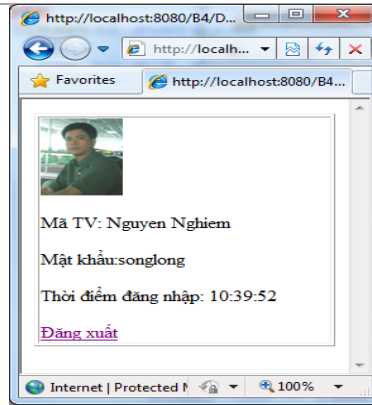 http://localhost:8080/B4/D...
http://localh...
Favorites
http://localhost:8080/B4...
Mã TV: Nguyen Nghiem
Mật khẩu:songlong
Thời điểm đăng nhập: 10:39:52
Đăng xuất
Internet | Protected M
100%